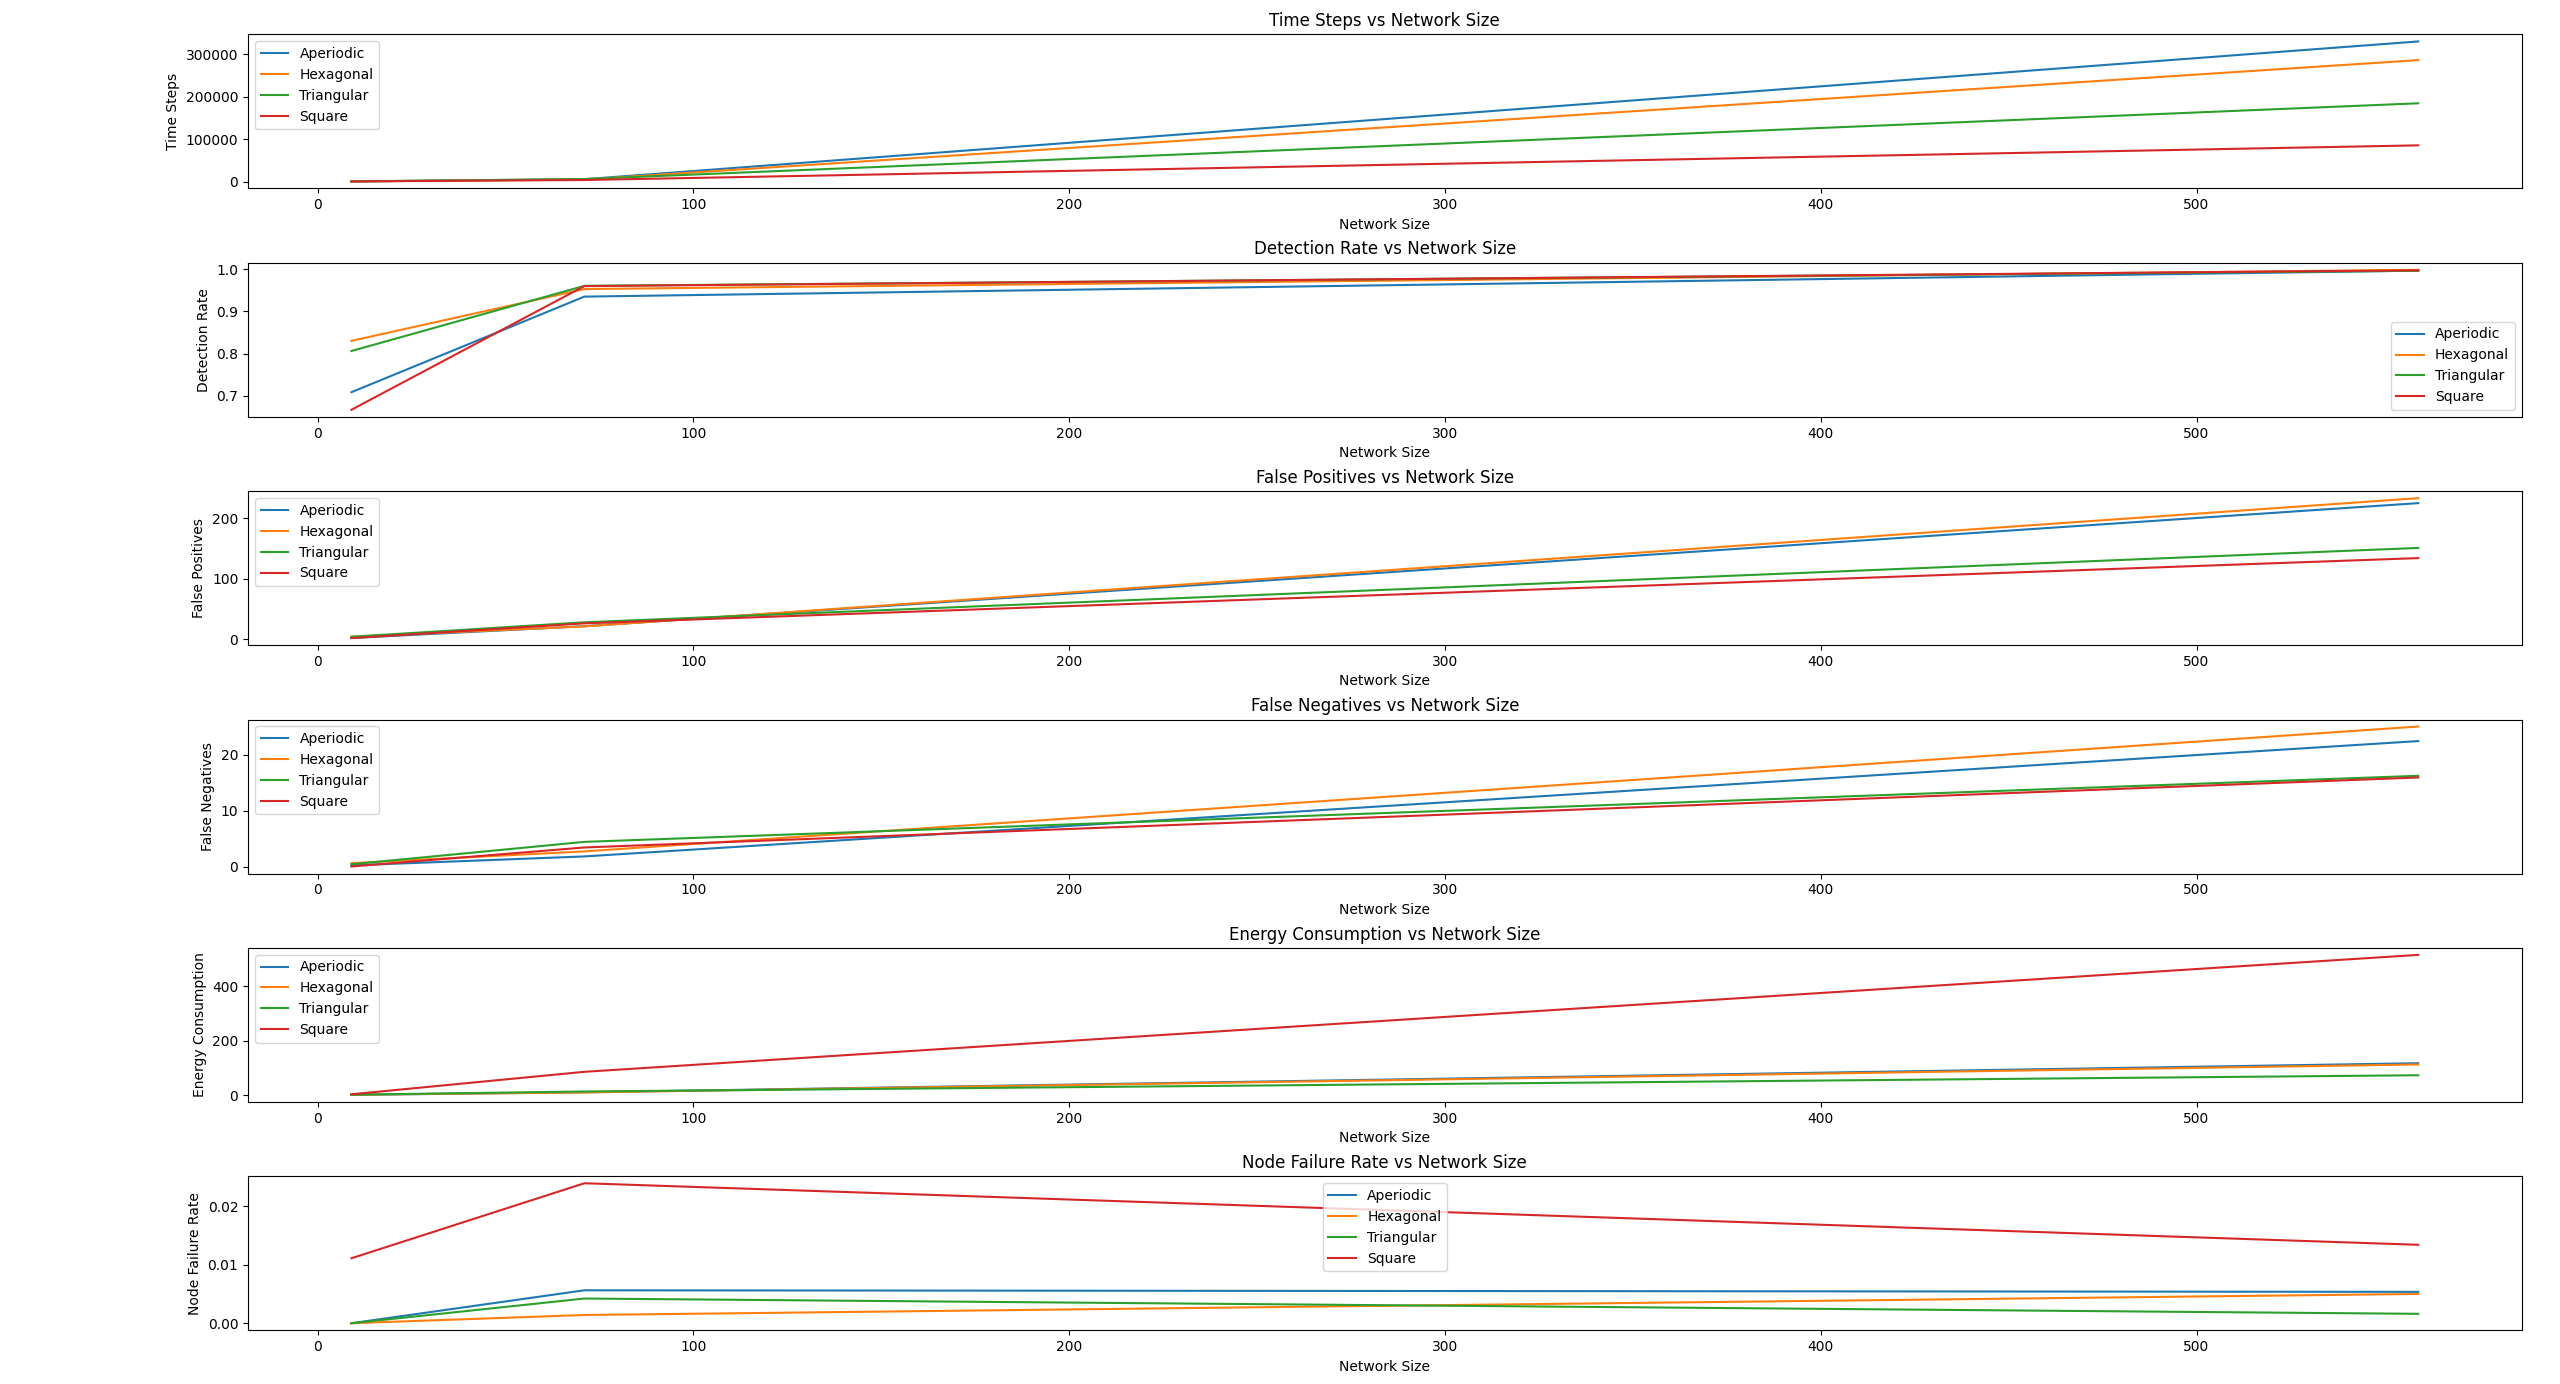 Time Steps vs Network Size
Time Steps
300000
200000
100000
0
Aperiodic
Hexagonal
Triangular
Square
0 100 200 300 400 500
Network Size
Detection Rate vs Network Size
Detection Rate
1.0
0.9
0.8
0.7
Aperiodic
Hexagonal
Triangular
Square
0 100 200 300 400 500
Network Size
False Positives vs Network Size
False Positives
200
100
0
Aperiodic
Hexagonal
Triangular
Square
0 100 200 300 400 500
Network Size
False Negatives vs Network Size
False Negatives
20
10
0
Aperiodic
Hexagonal
Triangular
Square
0 100 200 300 400 500
Network Size
Energy Consumption vs Network Size
Energy Consumption
400
200
0
Aperiodic
Hexagonal
Triangular
Square
0 100 200 300 400 500
Network Size
Node Failure Rate vs Network Size
Node Failure Rate
0.02
0.01
0.00
Aperiodic
Hexagonal
Triangular
Square
0 100 200 300 400 500
Network Size